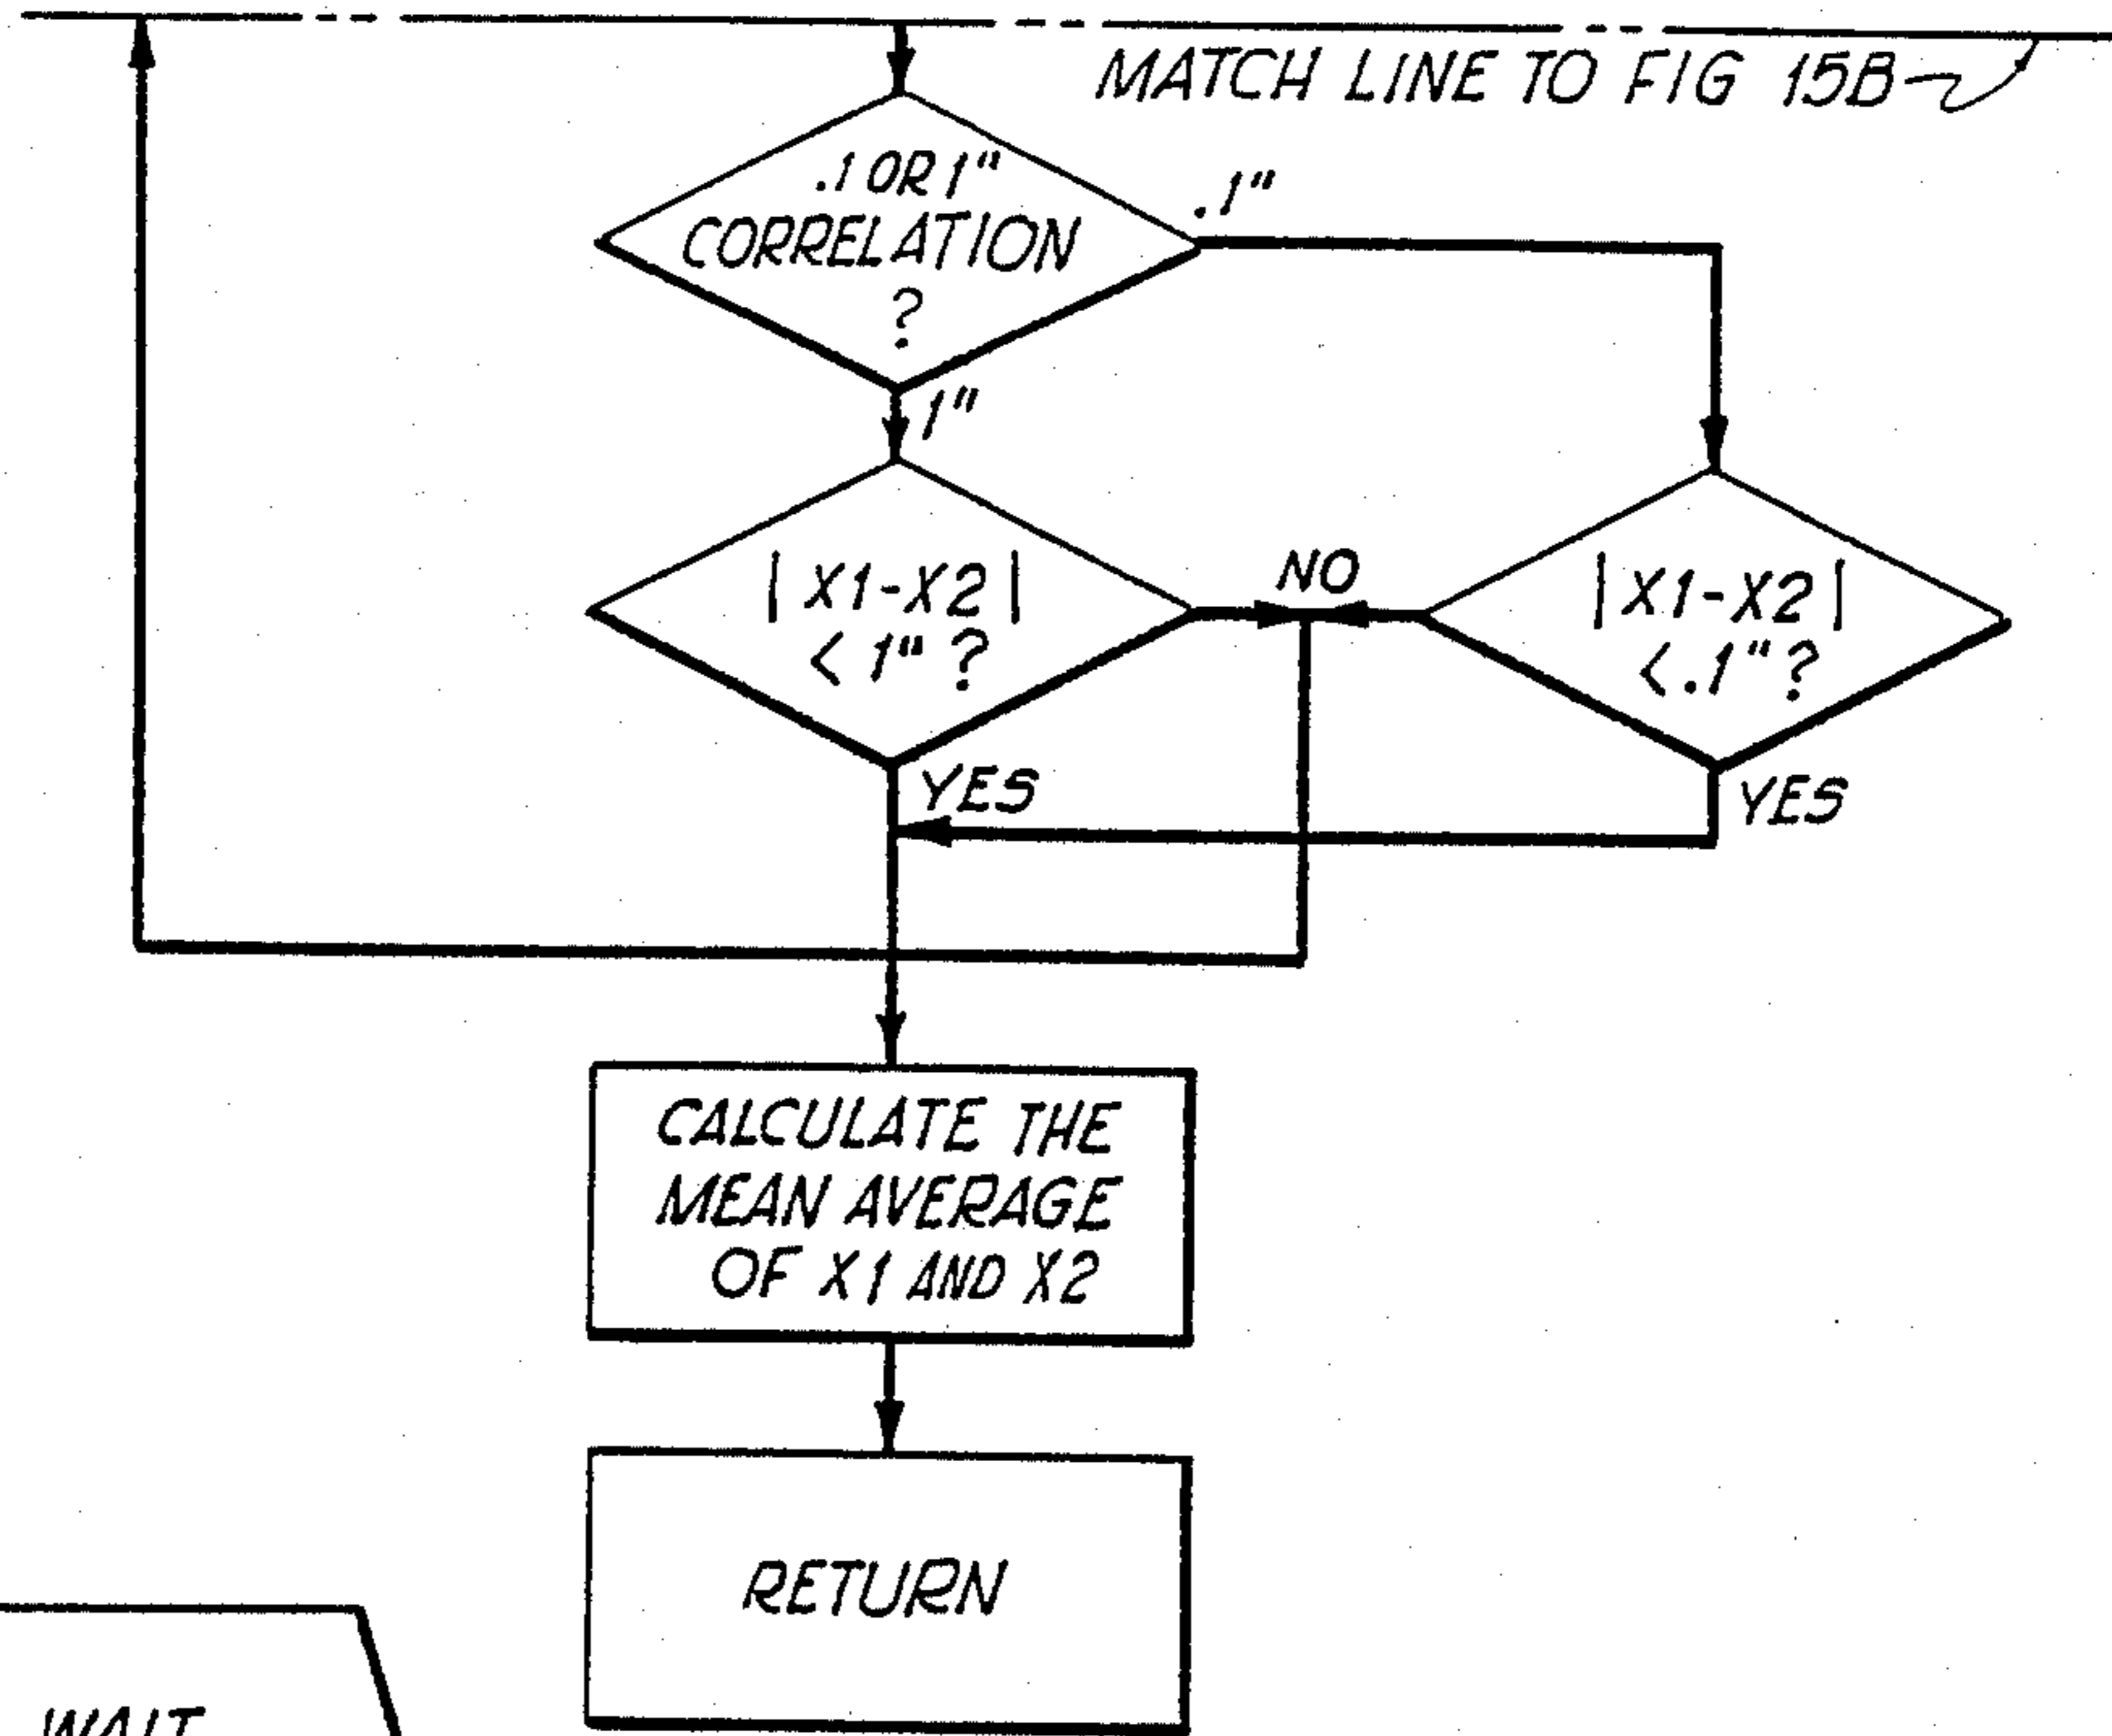 MATCH LINE TO FIG 15B
.1 OR 1"
CORRELATION
?
.1"
1"
|X1-X2|
<1"?
NO
|X1-X2|
<.1"?
YES
YES
CALCULATE THE
MEAN AVERAGE
OF X1 AND X2
RETURN
WAIT